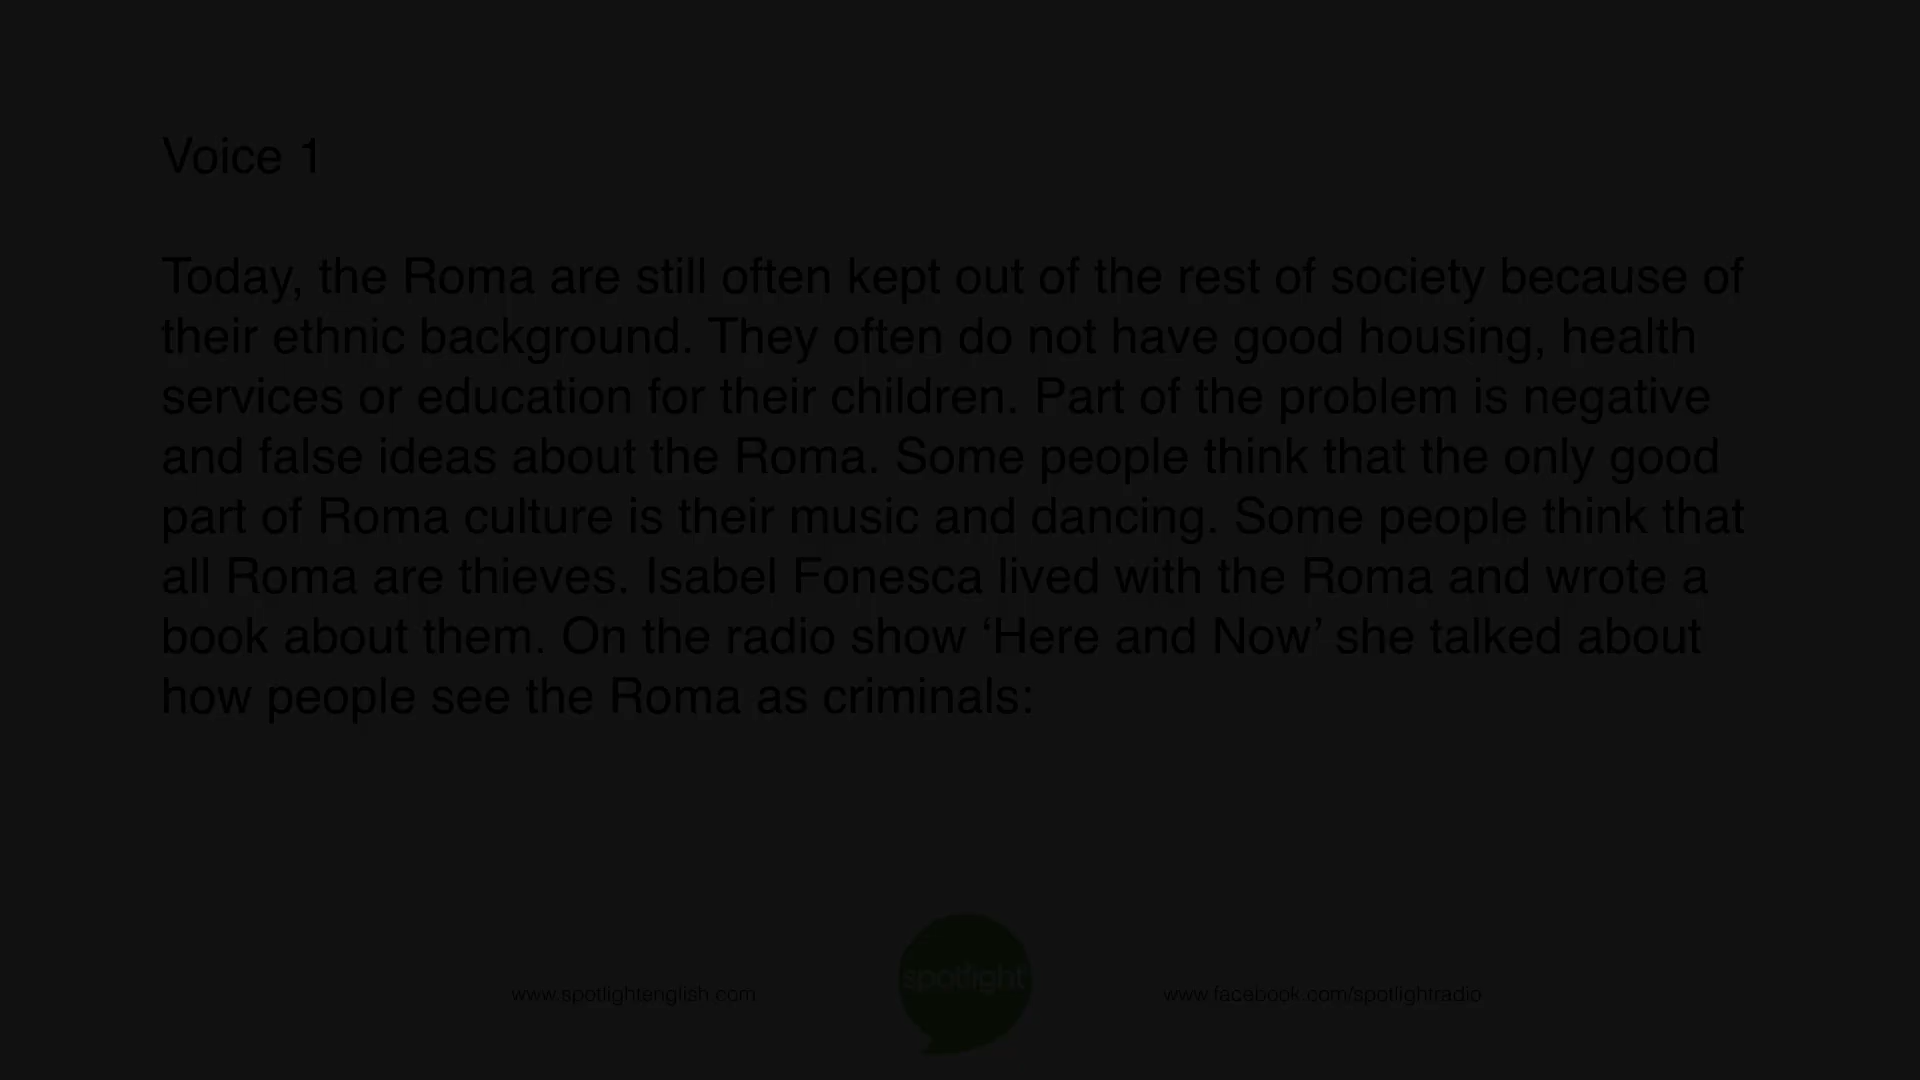 Voice 1
Today, the Roma are still often kept out of the rest of society because of
their ethnic background. They often do not have good housing, health
services or education for their children. Part of the problem is negative
and false ideas about the Roma. Some people think that the only good
part of Roma culture is their music and dancing. Some people think that
all Roma are thieves. Isabel Fonesca lived with the Roma and wrote a
book about them. On the radio show ‘Here and Now’ she talked about
how people see the Roma as criminals:
spotlight
www.spotlightenglish.com
www.facebook.com/spotlightradio